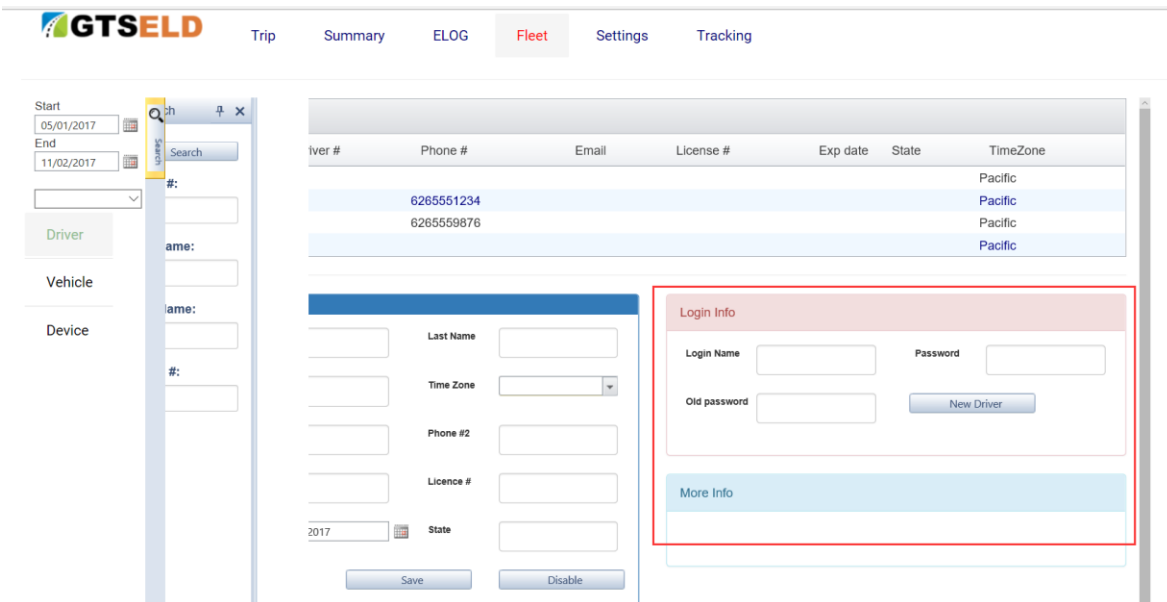 GTSELD
Trip Summary ELOG Fleet Settings Tracking
Start
05/01/2017
End
11/02/2017
Driver
Vehicle
Device
Search
ch
Search
#:
ame:
lame:
#:
iver # Phone # Email License # Exp date State TimeZone
Pacific
6265551234 Pacific
6265559876 Pacific
Pacific
Last Name
Time Zone
Phone #2
Licence #
2017 State
Save Disable
Login Info
Login Name Password
Old password New Driver
More Info